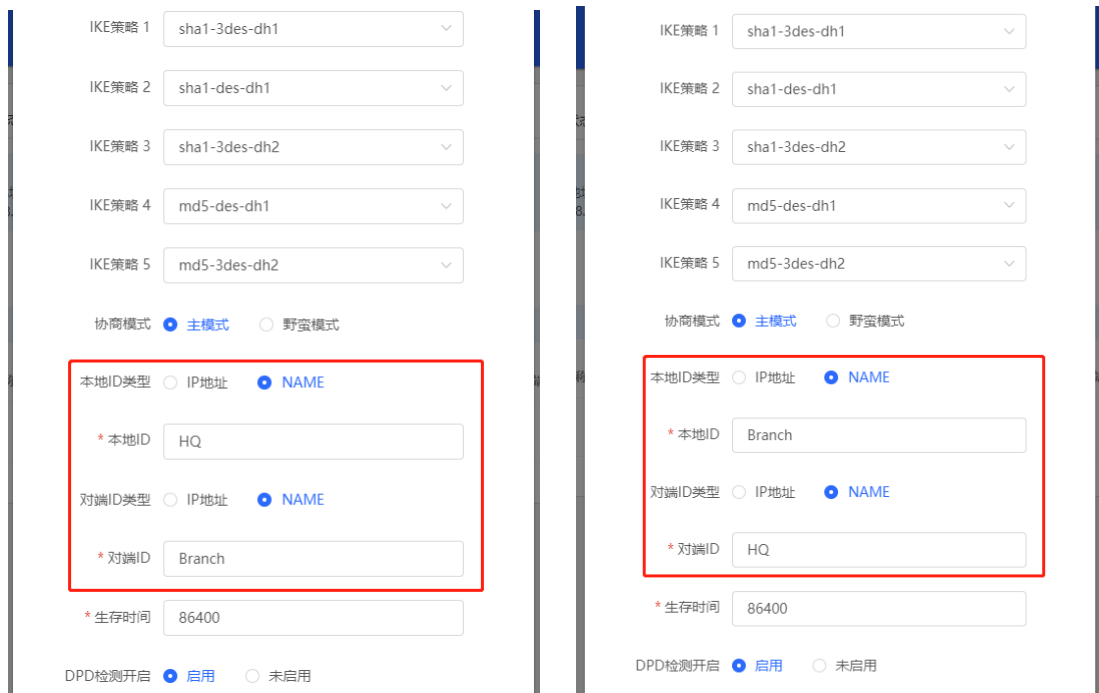 IKE策略 1 sha1-3des-dh1
IKE策略 2 sha1-des-dh1
IKE策略 3 sha1-3des-dh2
IKE策略 4 md5-des-dh1
IKE策略 5 md5-3des-dh2
协商模式 主模式 野蛮模式
本地ID类型 IP地址 NAME
* 本地ID HQ
对端ID类型 IP地址 NAME
* 对端ID Branch
* 生存时间 86400
DPD检测开启 启用 未启用
IKE策略 1 sha1-3des-dh1
IKE策略 2 sha1-des-dh1
IKE策略 3 sha1-3des-dh2
IKE策略 4 md5-des-dh1
IKE策略 5 md5-3des-dh2
协商模式 主模式 野蛮模式
本地ID类型 IP地址 NAME
* 本地ID Branch
对端ID类型 IP地址 NAME
* 对端ID HQ
* 生存时间 86400
DPD检测开启 启用 未启用